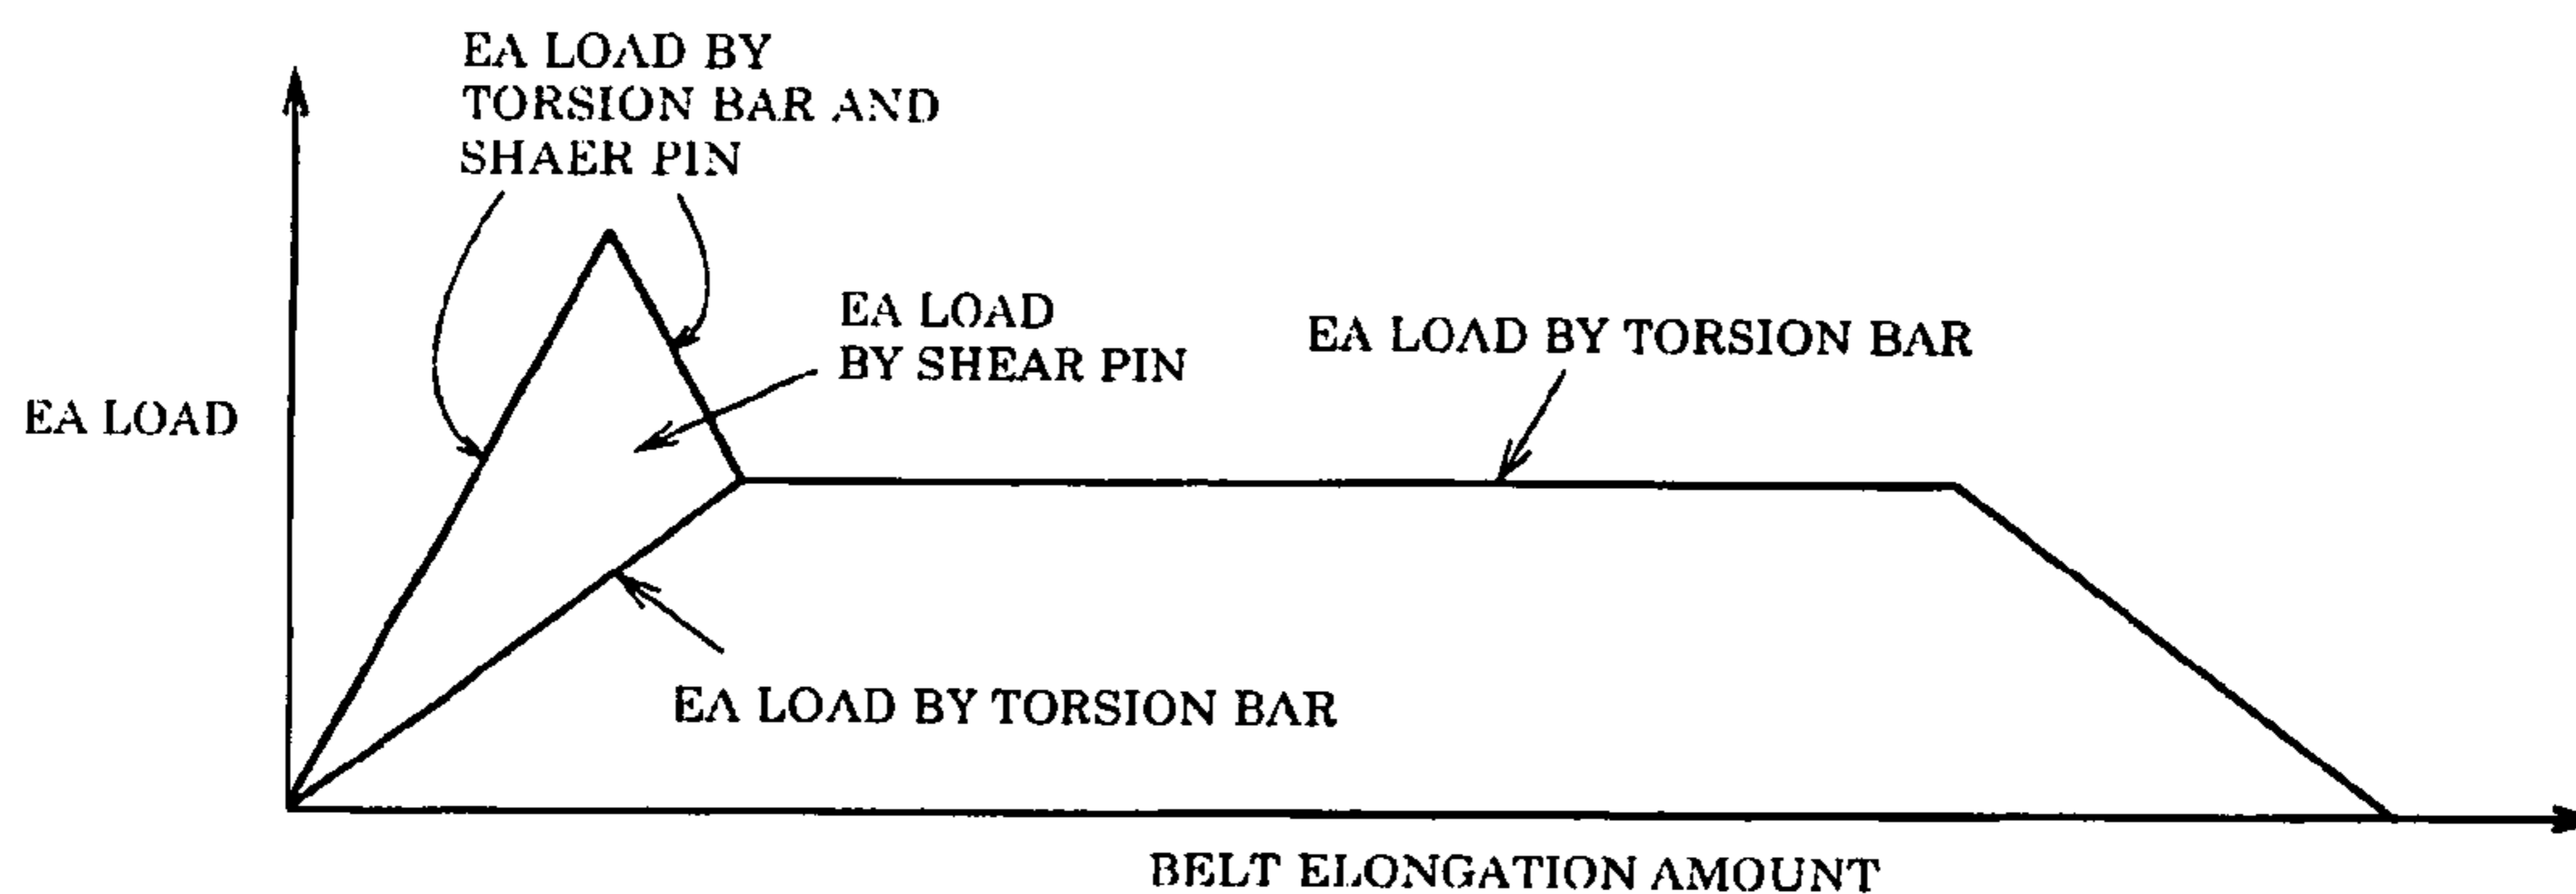 EA LOAD BY
TORSION BAR AND
SHAER PIN
EA LOAD
BY SHEAR PIN
EA LOAD BY TORSION BAR
EA LOAD
EA LOAD BY TORSION BAR
BELT ELONGATION AMOUNT